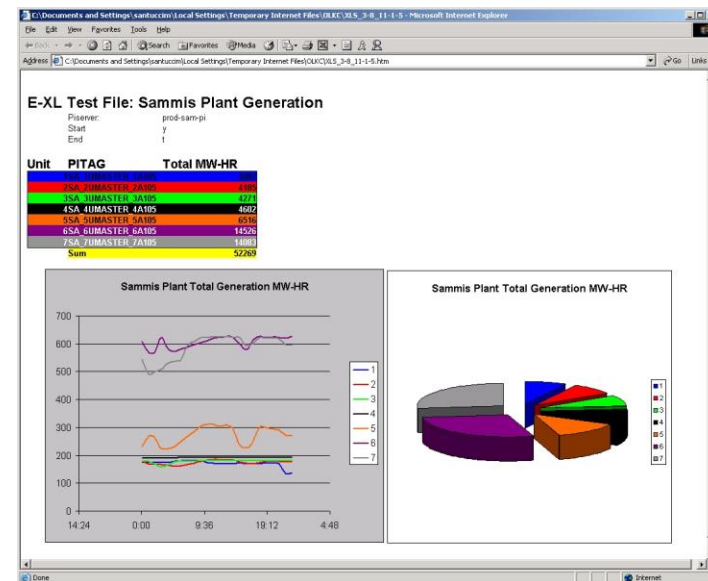 C:\Documents and Settings\santuccim\Local Settings\Temporary Internet Files\OLKC\XLS_3-8_11-1-5 - Microsoft Internet Explorer
File Edit View Favorites Tools Help
Back Search Favorites Media
Address C:\Documents and Settings\santuccim\Local Settings\Temporary Internet Files\OLKC\XLS_3-8_11-1-5.htm Go Links
E-XL Test File: Sammis Plant Generation
Piserver: prod-sam-pi
Start y
End t
Unit PITAG Total MW-HR
1SA_1UMASTER_1A105
2SA_2UMASTER_2A105 4185
3SA_3UMASTER_3A105 4271
4SA_4UMASTER_4A105 4602
5SA_5UMASTER_5A105 6516
6SA_6UMASTER_6A105 14526
7SA_7UMASTER_7A105 14083
Sum 52269
Sammis Plant Total Generation MW-HR
700
600
500
400
300
200
100
0
14:24 0:00 9:36 19:12 4:48
1
2
3
4
5
6
7
Sammis Plant Total Generation MW-HR
1
2
3
4
5
6
7
Done Internet